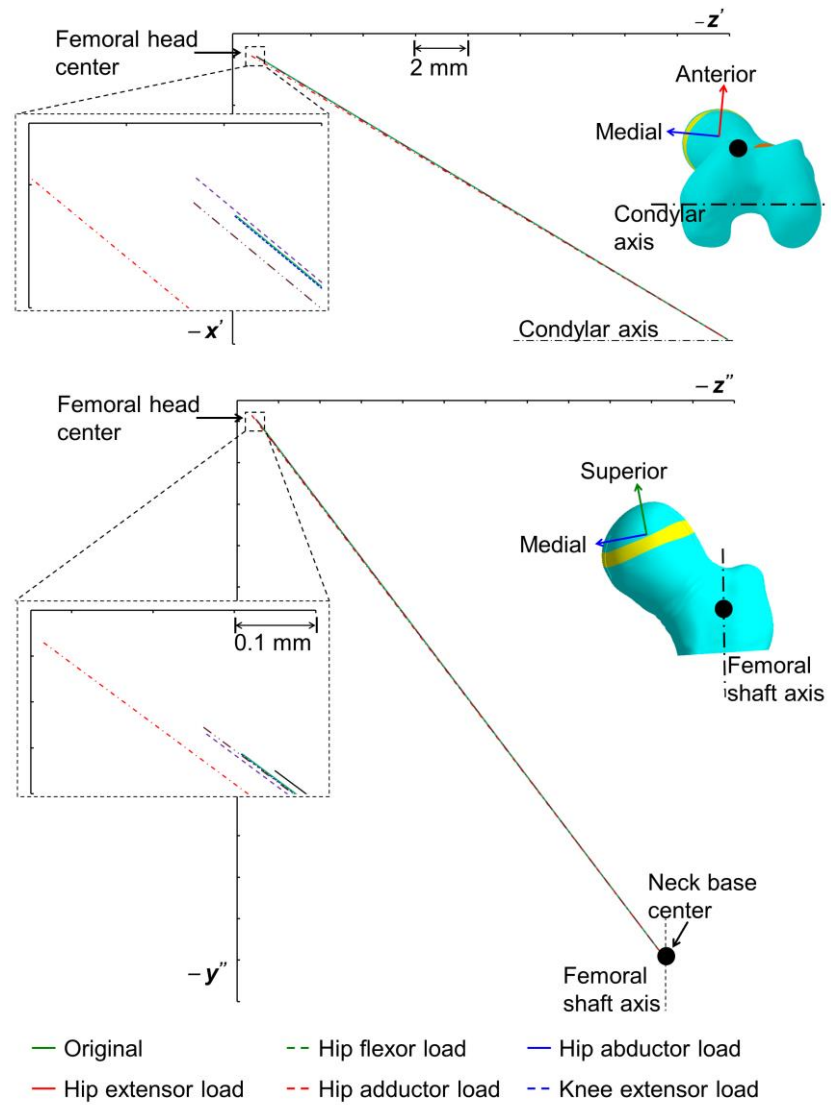 – z’
Femoral head
center
2 mm
Anterior
Medial
Condylar
axis
– x’
Condylar axis
– z”
Femoral head
center
Superior
Medial
0.1 mm
Femoral
shaft axis
Neck base
center
– y”
Femoral
shaft axis
Original
Hip flexor load
Hip abductor load
Hip extensor load
Hip adductor load
Knee extensor load